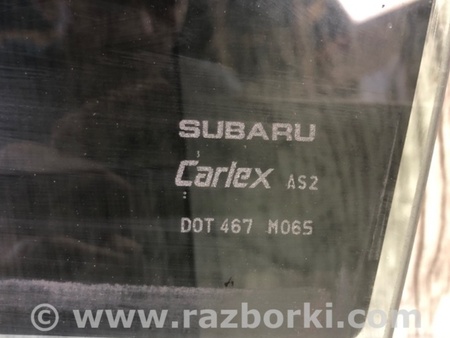 SUBARU
Carlex AS2
DOT 467 M065
© www.razborki.com